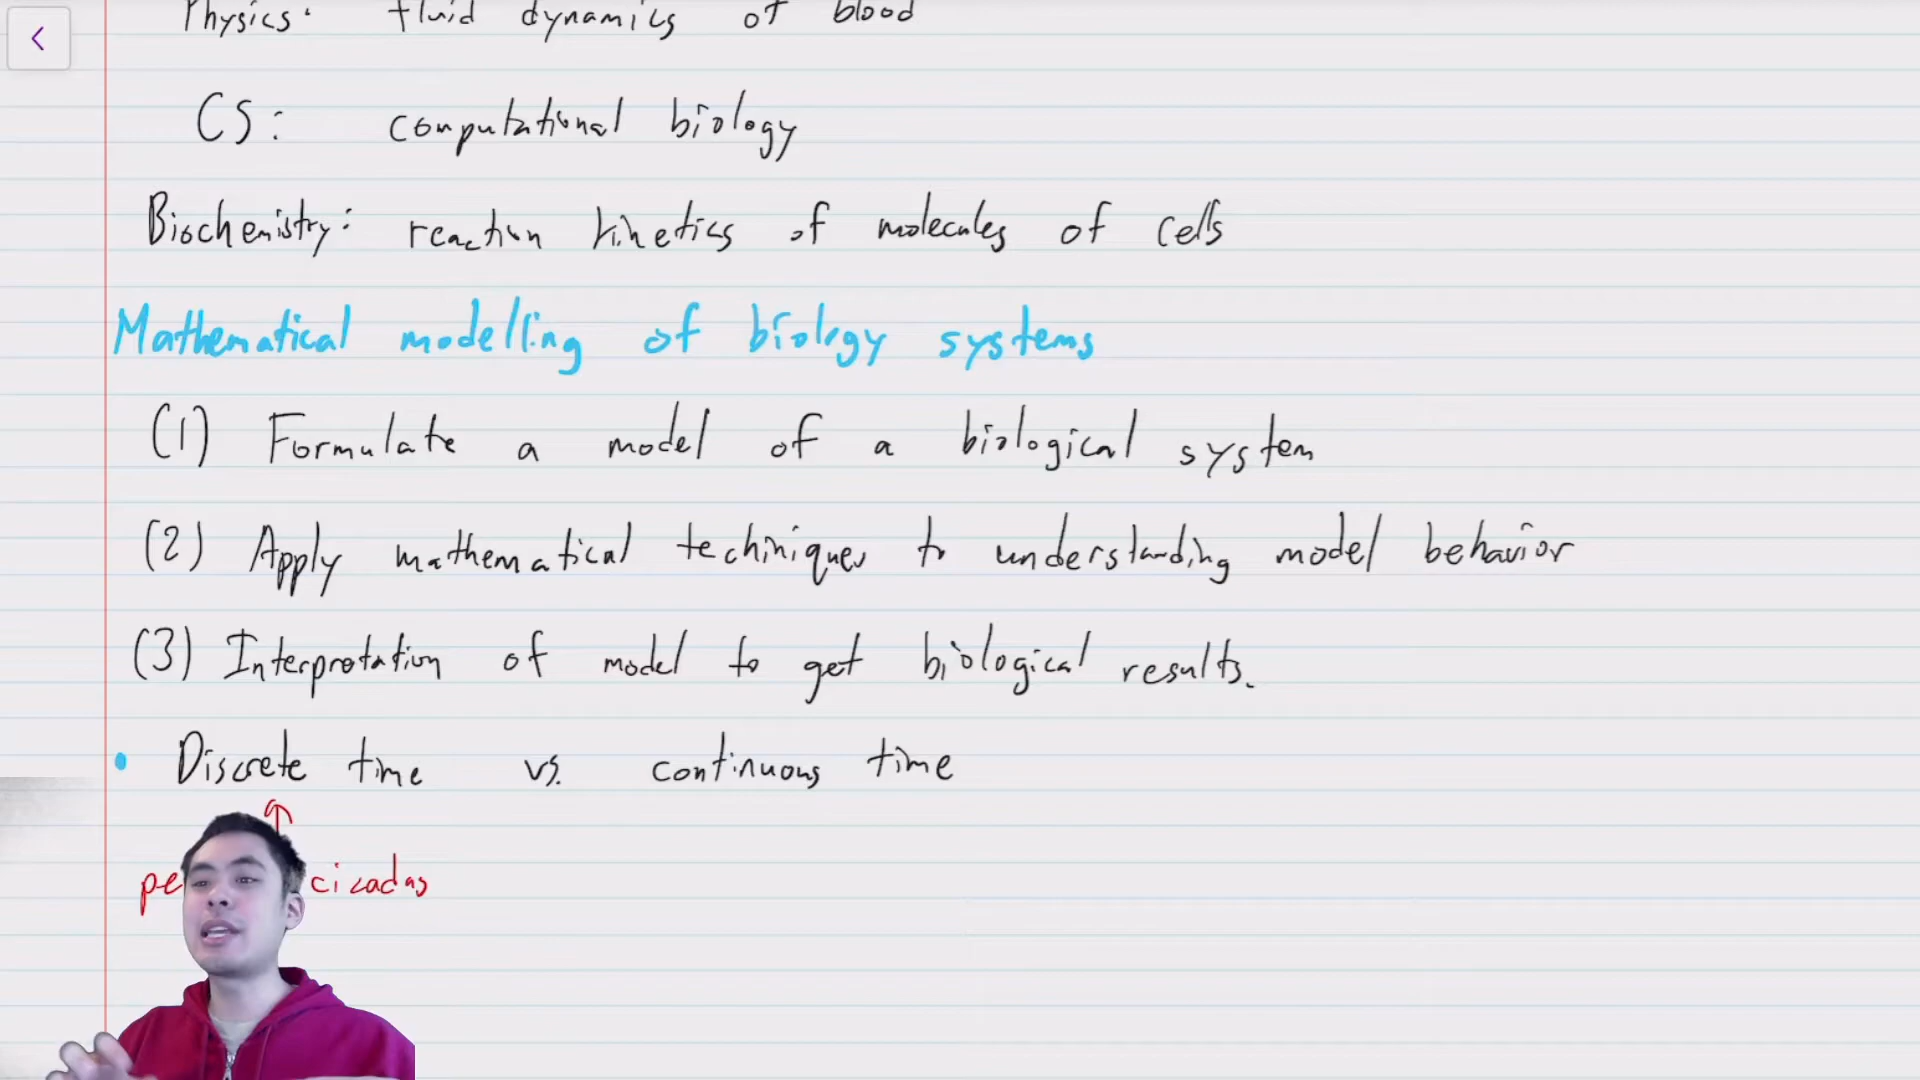 Physics: fluid dynamics of blood
CS: computational biology
Biochemistry: reaction kinetics of molecules of cells
Mathematical modelling of biology systems
(1) Formulate a model of a biological system
(2) Apply mathematical techiniques to understanding model behavior
(3) Interprotation of model to get biological results.
• Discrete time vs. continuous time
cicadas